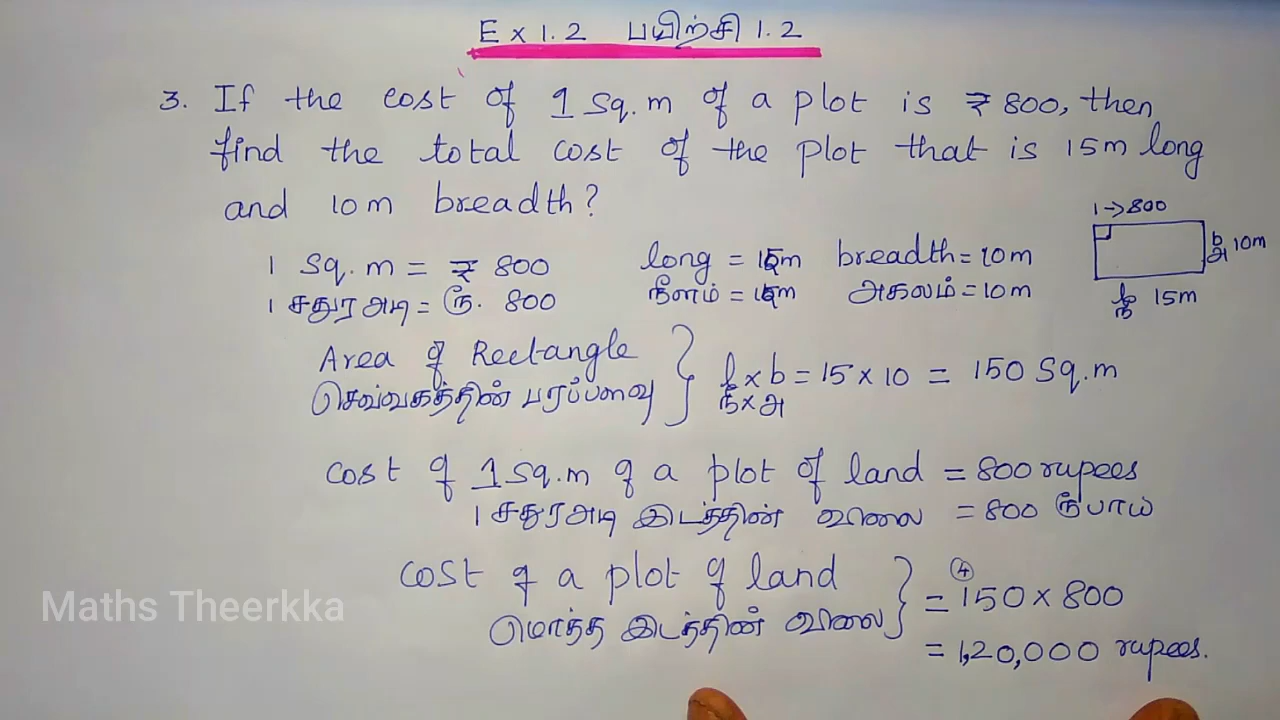 Ex 1.2 பயிற்சி 1.2
3. If the cost of 1 Sq.m of a plot is ₹ 800, then
find the total cost of the plot that is 15m long
and 10m breadth?
1 → 800
b 10m
அ
l 15m
நீ
1 Sq.m = ₹ 800 long = 15m breadth = 10m
1 சதுர அடி = ரூ. 800 நீளம் = 15m அகலம் = 10m
Area of Rectangle } l x b = 15 x 10 = 150 Sq.m
செவ்வகத்தின் பரப்பளவு நீ x அ
Cost of 1 Sq.m of a plot of land = 800 rupees
1 சதுர அடி இடத்தின் விலை = 800 ரூபாய்
Cost of a plot of land } = 150 x 800
④
மொத்த இடத்தின் விலை
= 1,20,000 rupees.
Maths Theerkka